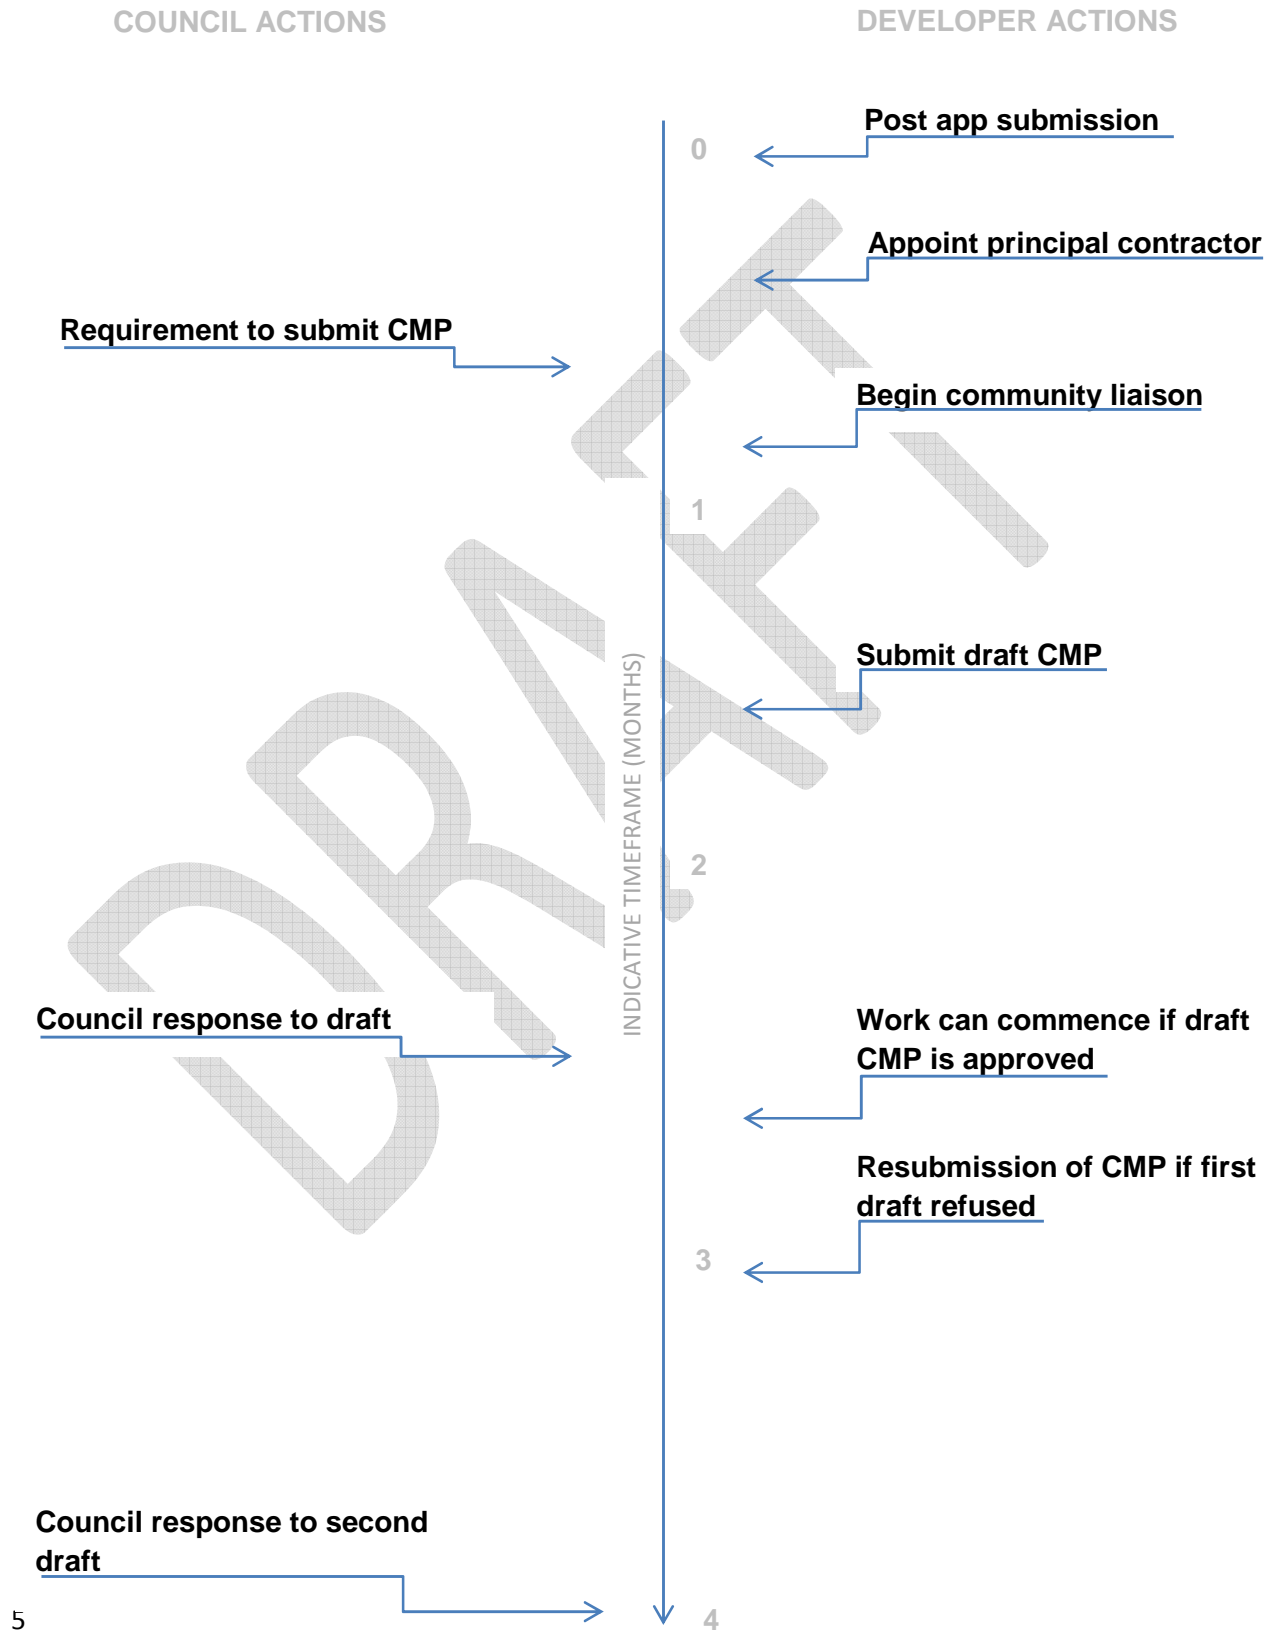 COUNCIL ACTIONS
DEVELOPER ACTIONS
Post app submission
0
Appoint principal contractor
Requirement to submit CMP
Begin community liaison
1
Submit draft CMP
INDICATIVE TIMEFRAME (MONTHS)
2
Council response to draft
Work can commence if draft
CMP is approved
Resubmission of CMP if first
draft refused
3
Council response to second
draft
5
4
DRAFT